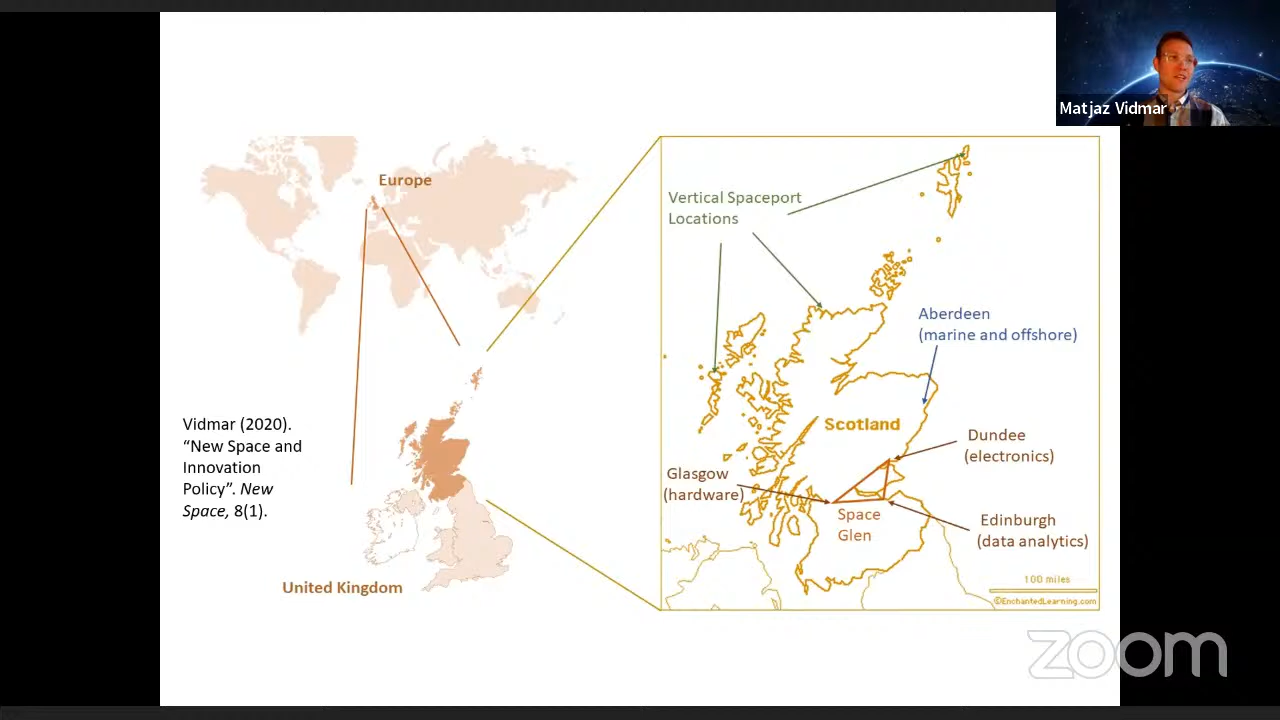 Matjaz Vidmar
Europe
Vertical Spaceport
Locations
Aberdeen
(marine and offshore)
Scotland
Vidmar (2020).
“New Space and
Innovation
Policy”. New
Space, 8(1).
Dundee
(electronics)
Glasgow
(hardware)
Space
Glen
Edinburgh
(data analytics)
United Kingdom
100 miles
©EnchantedLearning.com
zoom